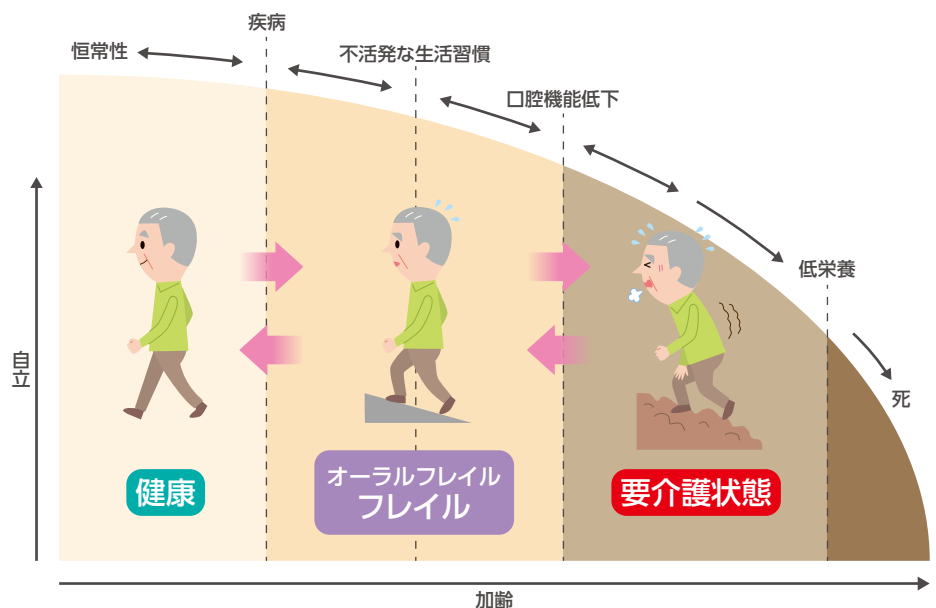 疾病
恒常性
不活発な生活習慣
口腔機能低下
低栄養
死
自立
健康
オーラルフレイル
フレイル
要介護状態
加齢